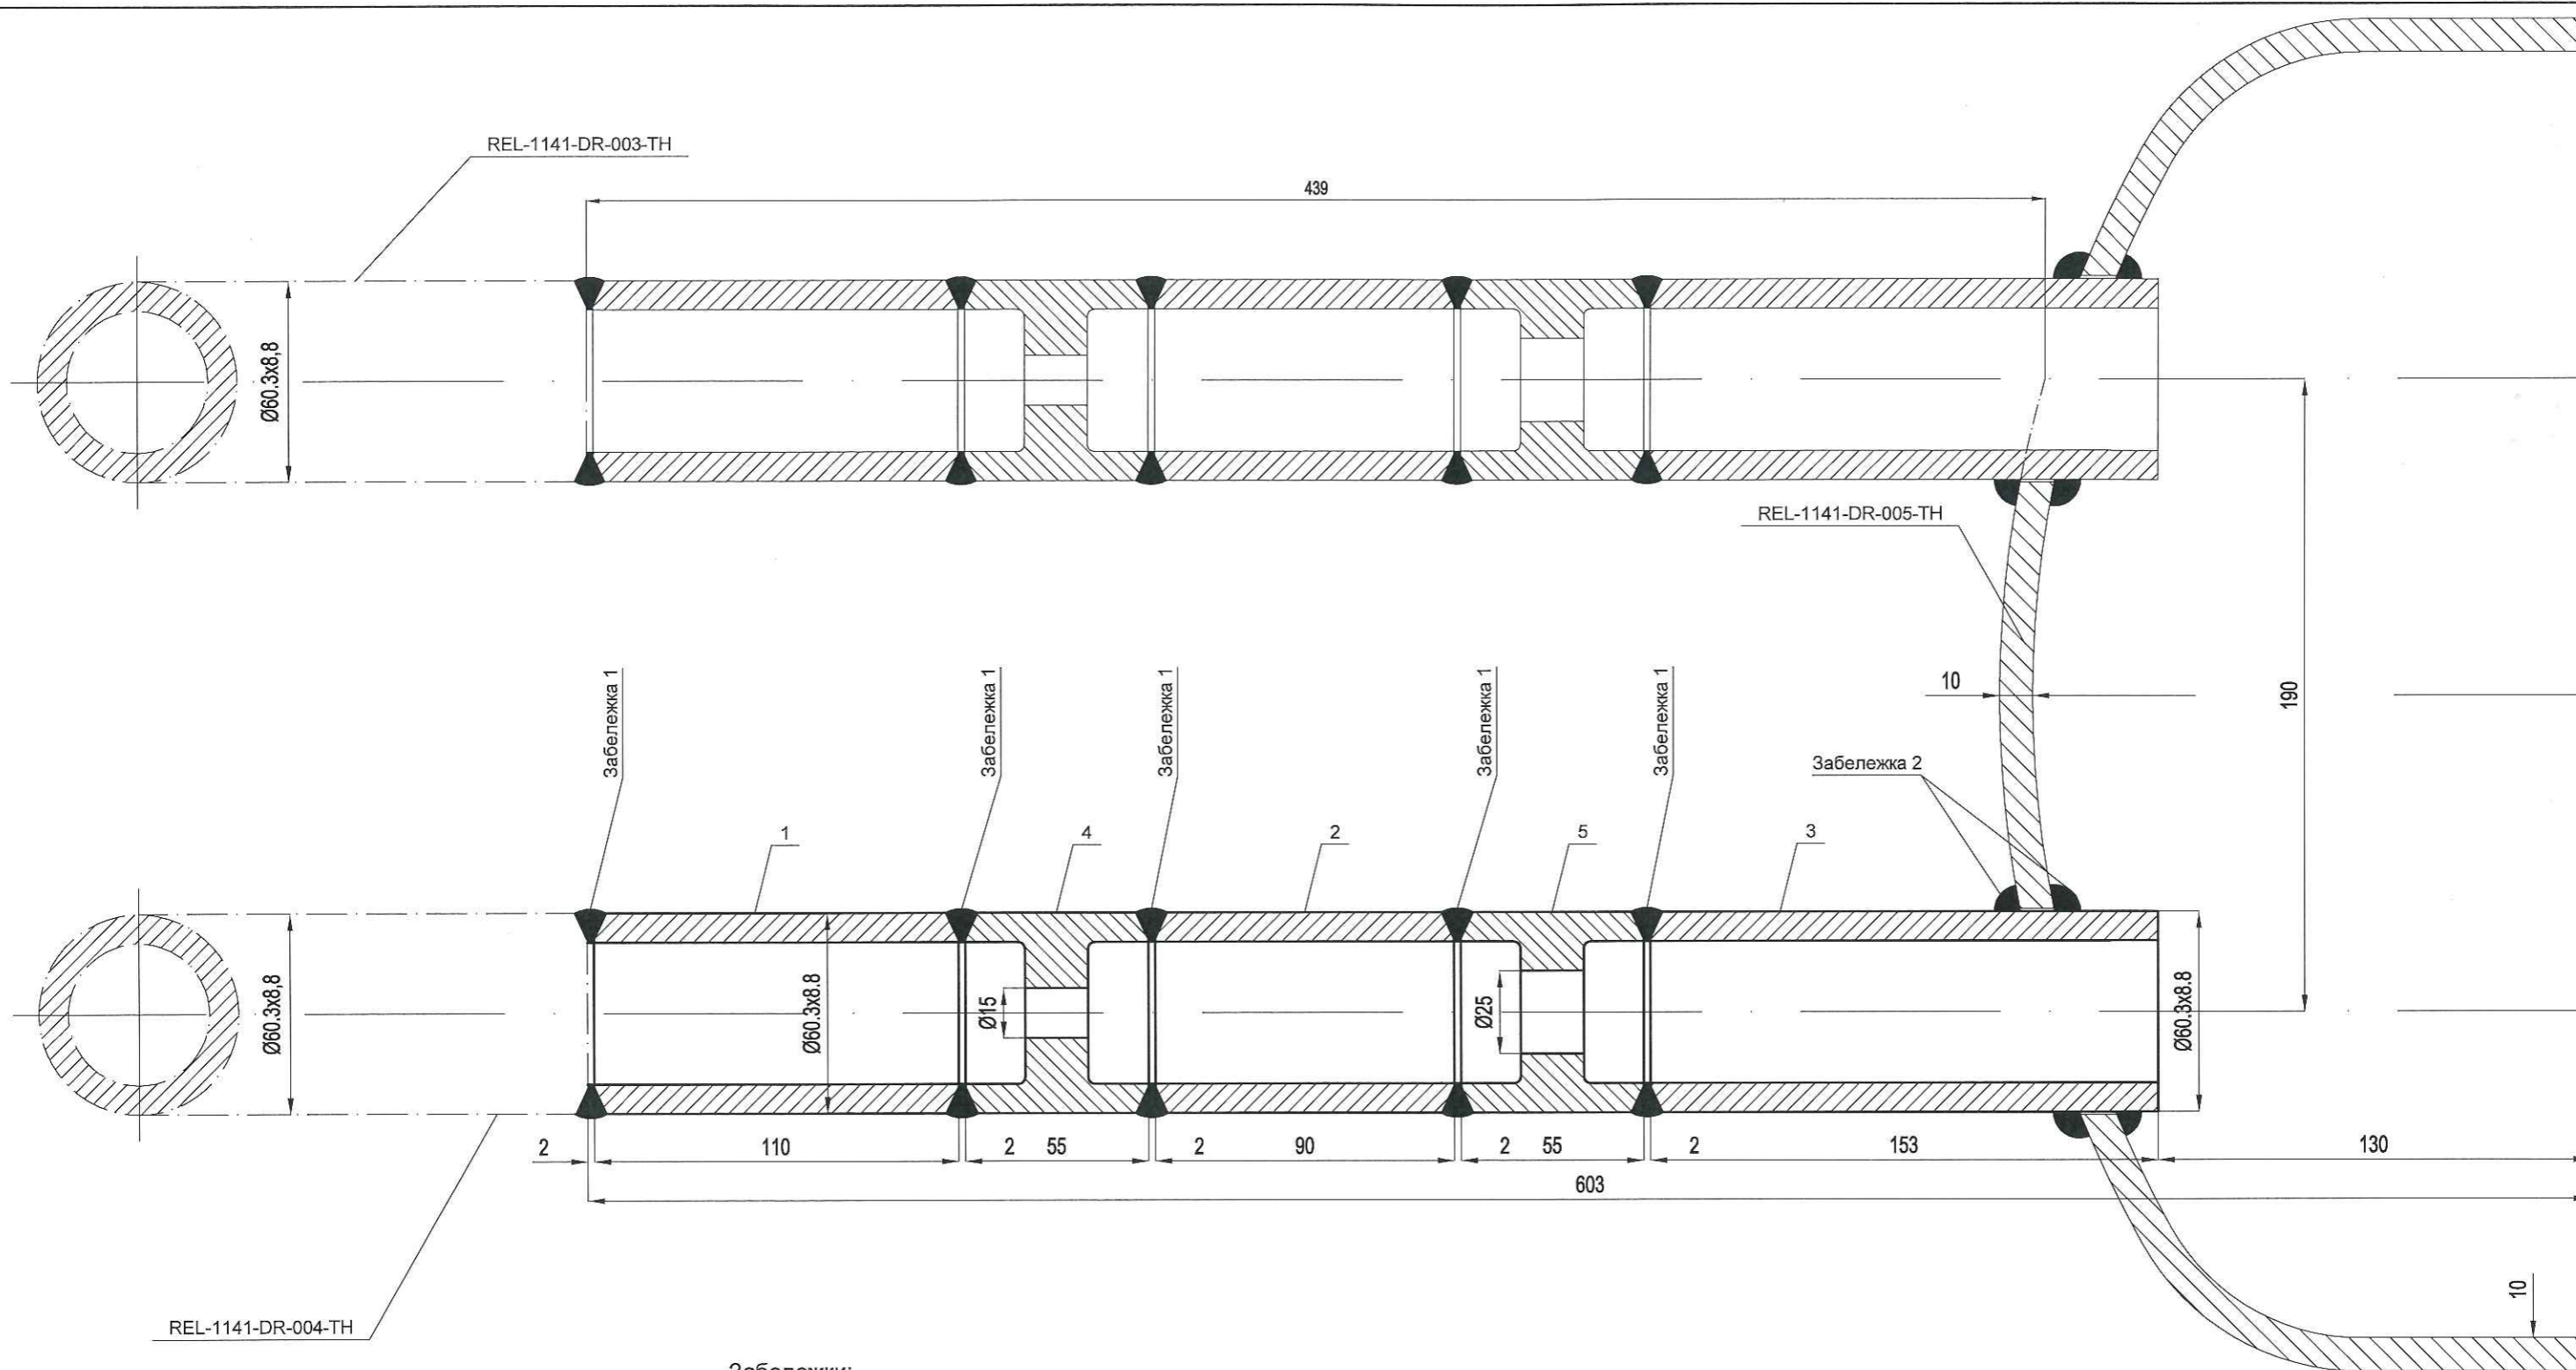 REL-1141-DR-003-TH
439
Ø60.3x8,8
REL-1141-DR-005-TH
10
190
Забележка 1
Забележка 1
Забележка 1
Забележка 1
Забележка 1
Забележка 2
1
4
2
5
3
Ø60.3x8,8
Ø60.3x8.8
Ø15
Ø25
Ø60.3x8.8
2
110
2
55
2
90
2
55
2
153
130
603
10
REL-1141-DR-004-TH
Забележки: